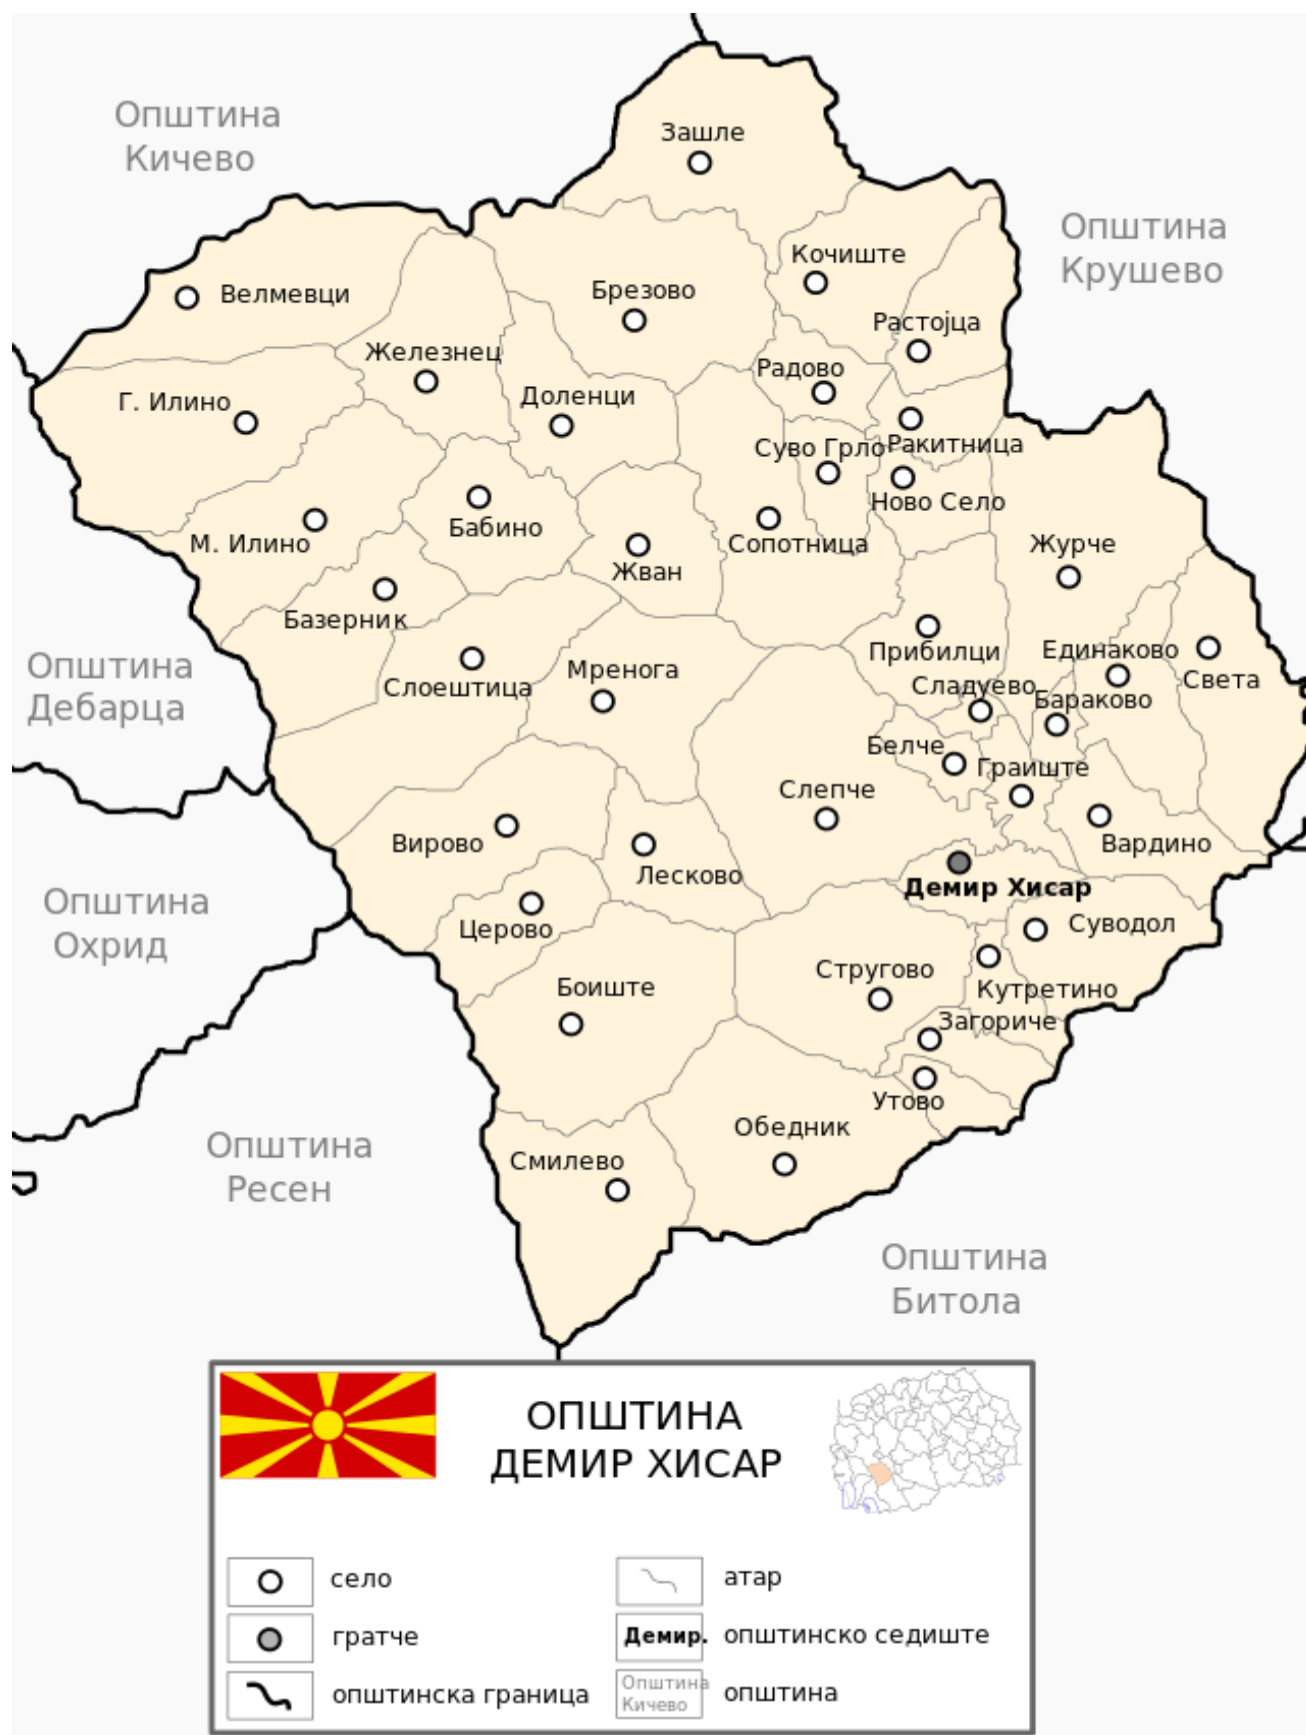 Општина
Кичево
Зашле
Општина
Крушево
Кочиште
Велмевци
Брезово
Растојца
Железнец
Радово
Г. Илино
Доленци
Суво Грло
Ракитница
Ново Село
Бабино
М. Илино
Сопотница
Журче
Жван
Базерник
Прибилци
Единаково
Света
Општина
Дебарца
Слоештица
Мренога
Сладуево
Бараково
Белче
Граиште
Слепче
Вирово
Лесково
Вардино
Демир Хисар
Општина
Охрид
Церово
Суводол
Стругово
Боиште
Кутретино
Загориче
Утово
Обедник
Општина
Ресен
Смилево
Општина
Битола
ОПШТИНА
ДЕМИР ХИСАР
село
атар
гратче
Демир.
општинско седиште
општинска граница
Општина
Кичево
општина